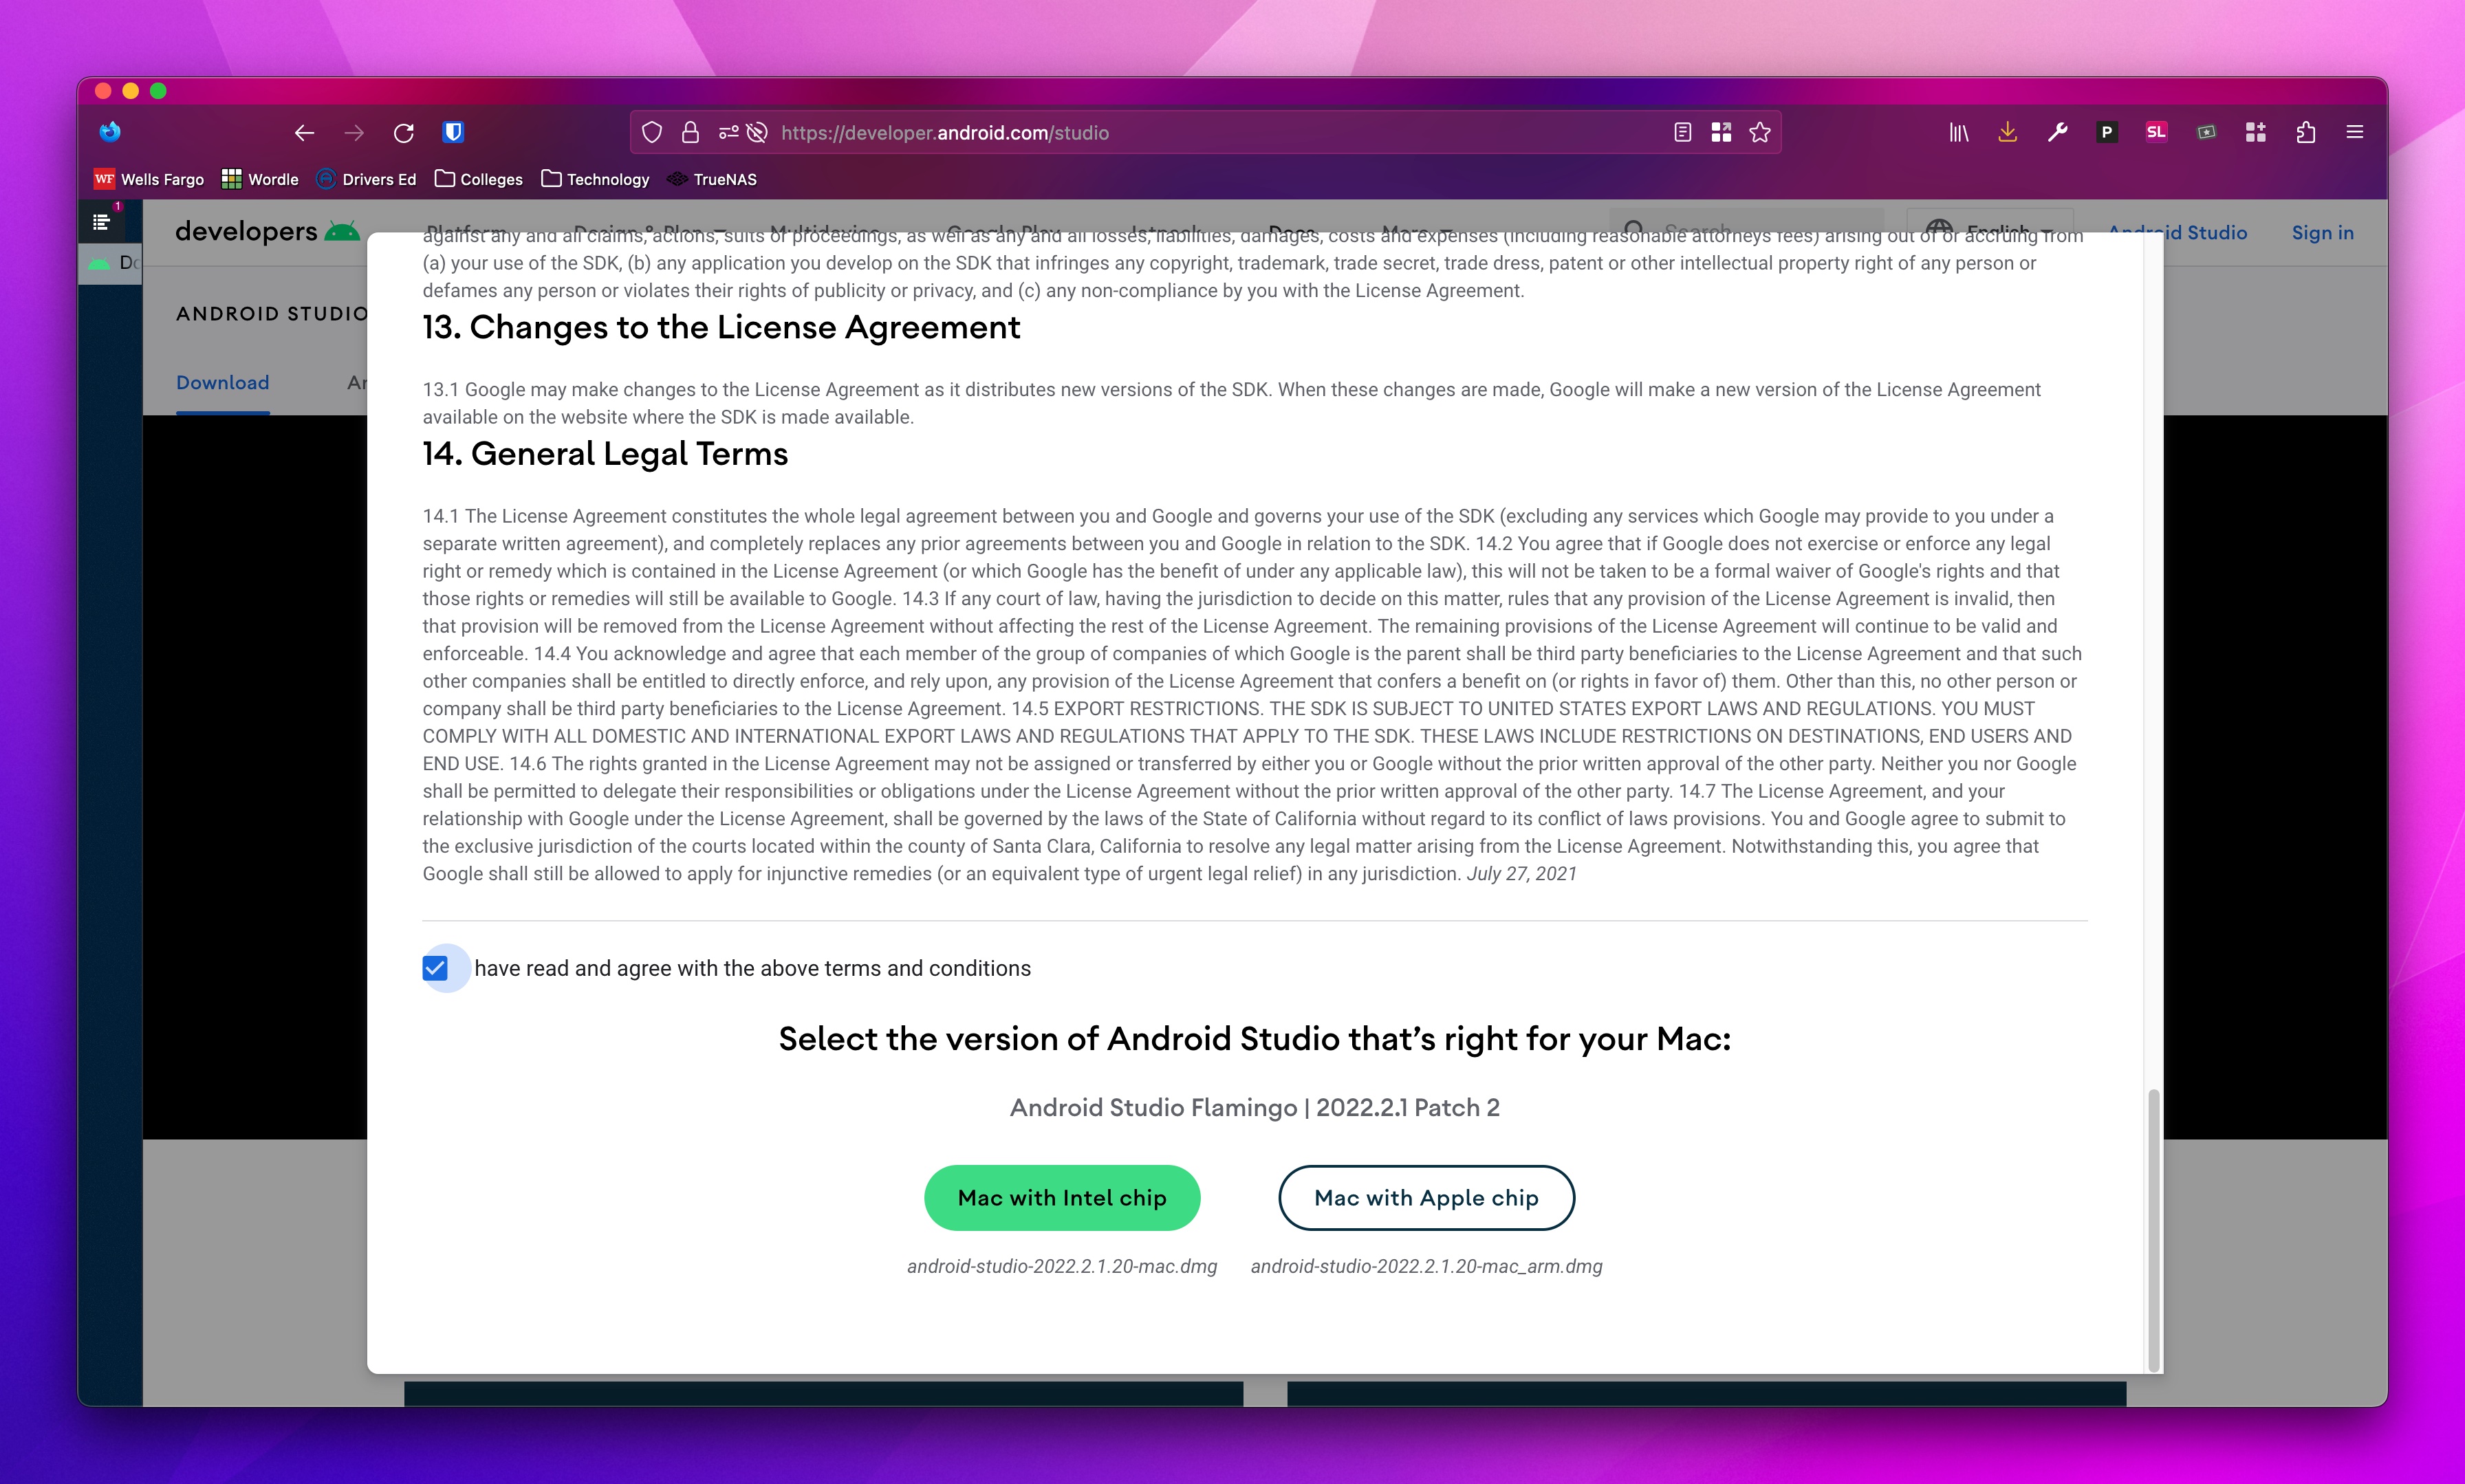 https://developer.android.com/studio
P
SL
WF Wells Fargo
Wordle
Drivers Ed
Colleges
Technology
TrueNAS
1
developers
Platform
Design & Plan
Multidevice
Google Play
Jetpack
Docs
More
Search
English
Android Studio
Sign in
Do
ANDROID STUDIO
Download
Ar
against any and all claims, actions, suits or proceedings, as well as any and all losses, liabilities, damages, costs and expenses (including reasonable attorneys fees) arising out of or accruing from
(a) your use of the SDK, (b) any application you develop on the SDK that infringes any copyright, trademark, trade secret, trade dress, patent or other intellectual property right of any person or
defames any person or violates their rights of publicity or privacy, and (c) any non-compliance by you with the License Agreement.
13. Changes to the License Agreement
13.1 Google may make changes to the License Agreement as it distributes new versions of the SDK. When these changes are made, Google will make a new version of the License Agreement
available on the website where the SDK is made available.
14. General Legal Terms
14.1 The License Agreement constitutes the whole legal agreement between you and Google and governs your use of the SDK (excluding any services which Google may provide to you under a
separate written agreement), and completely replaces any prior agreements between you and Google in relation to the SDK. 14.2 You agree that if Google does not exercise or enforce any legal
right or remedy which is contained in the License Agreement (or which Google has the benefit of under any applicable law), this will not be taken to be a formal waiver of Google's rights and that
those rights or remedies will still be available to Google. 14.3 If any court of law, having the jurisdiction to decide on this matter, rules that any provision of the License Agreement is invalid, then
that provision will be removed from the License Agreement without affecting the rest of the License Agreement. The remaining provisions of the License Agreement will continue to be valid and
enforceable. 14.4 You acknowledge and agree that each member of the group of companies of which Google is the parent shall be third party beneficiaries to the License Agreement and that such
other companies shall be entitled to directly enforce, and rely upon, any provision of the License Agreement that confers a benefit on (or rights in favor of) them. Other than this, no other person or
company shall be third party beneficiaries to the License Agreement. 14.5 EXPORT RESTRICTIONS. THE SDK IS SUBJECT TO UNITED STATES EXPORT LAWS AND REGULATIONS. YOU MUST
COMPLY WITH ALL DOMESTIC AND INTERNATIONAL EXPORT LAWS AND REGULATIONS THAT APPLY TO THE SDK. THESE LAWS INCLUDE RESTRICTIONS ON DESTINATIONS, END USERS AND
END USE. 14.6 The rights granted in the License Agreement may not be assigned or transferred by either you or Google without the prior written approval of the other party. Neither you nor Google
shall be permitted to delegate their responsibilities or obligations under the License Agreement without the prior written approval of the other party. 14.7 The License Agreement, and your
relationship with Google under the License Agreement, shall be governed by the laws of the State of California without regard to its conflict of laws provisions. You and Google agree to submit to
the exclusive jurisdiction of the courts located within the county of Santa Clara, California to resolve any legal matter arising from the License Agreement. Notwithstanding this, you agree that
Google shall still be allowed to apply for injunctive remedies (or an equivalent type of urgent legal relief) in any jurisdiction. July 27, 2021
have read and agree with the above terms and conditions
Select the version of Android Studio that's right for your Mac:
Android Studio Flamingo | 2022.2.1 Patch 2
Mac with Intel chip
Mac with Apple chip
android-studio-2022.2.1.20-mac.dmg
android-studio-2022.2.1.20-mac_arm.dmg